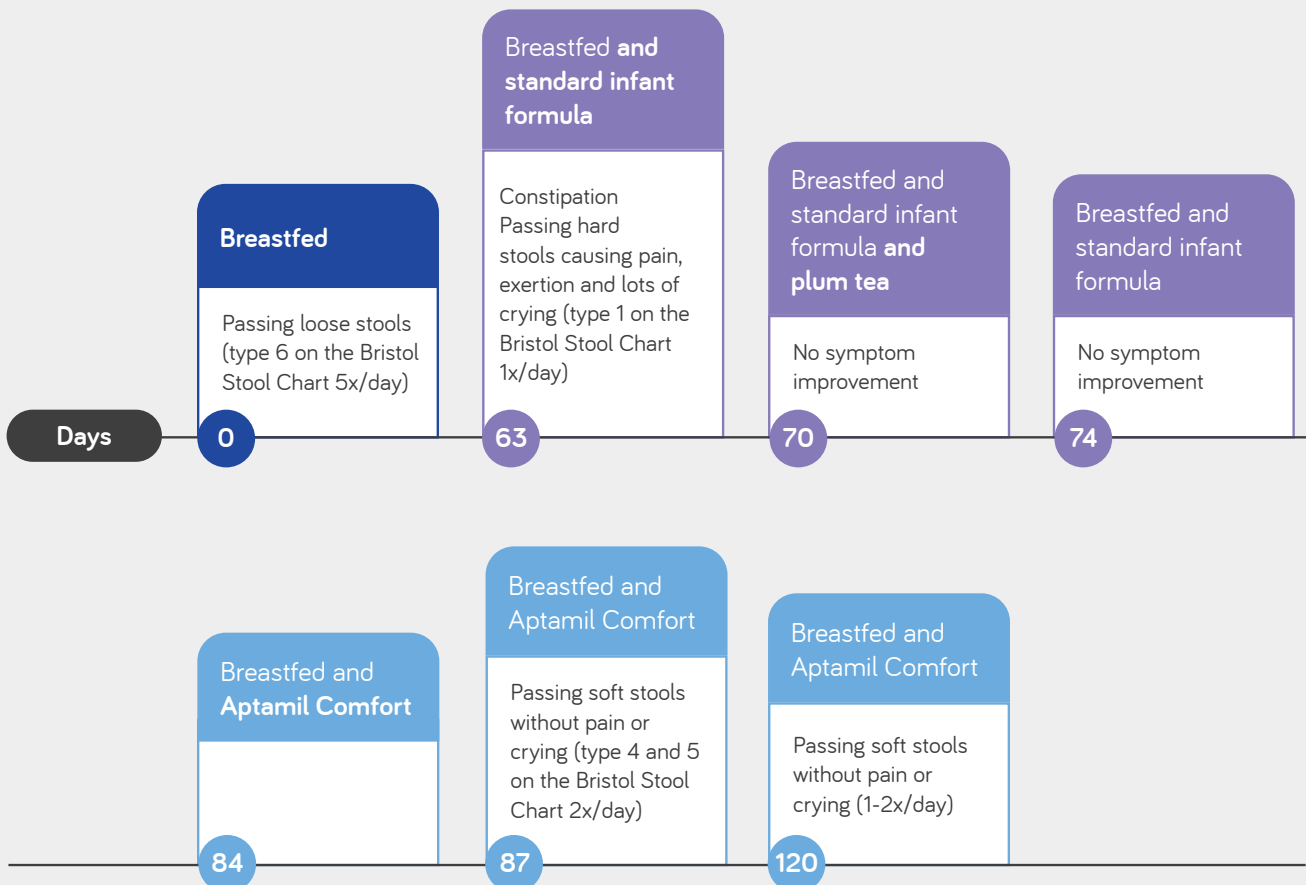 Breastfed
Passing loose stools
(type 6 on the Bristol
Stool Chart 5x/day)
Breastfed and
standard infant
formula
Constipation
Passing hard
stools causing pain,
exertion and lots of
crying (type 1 on the
Bristol Stool Chart
1x/day)
Breastfed and
standard infant
formula and
plum tea
No symptom
improvement
Breastfed and
standard infant
formula
No symptom
improvement
Days
0
63
70
74
Breastfed and
Aptamil Comfort
Breastfed and
Aptamil Comfort
Passing soft stools
without pain or
crying (type 4 and 5
on the Bristol Stool
Chart 2x/day)
Breastfed and
Aptamil Comfort
Passing soft stools
without pain or
crying (1-2x/day)
84
87
120